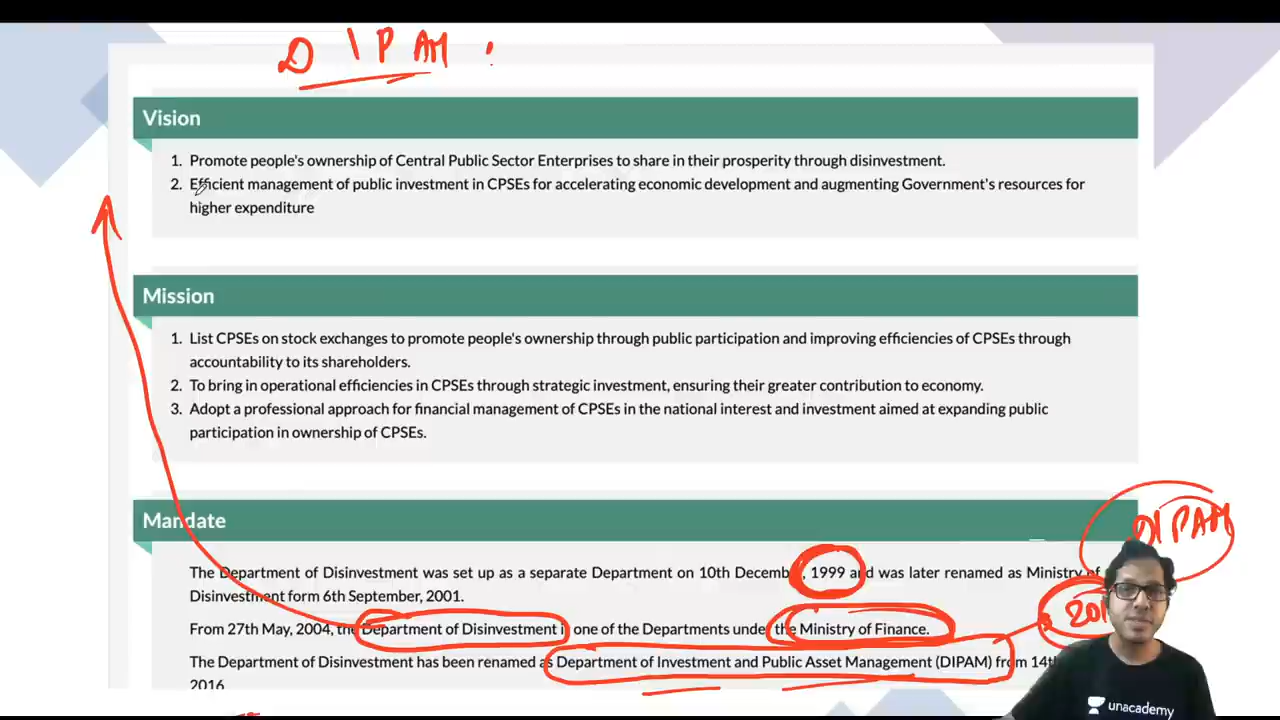 DIPAM :
Vision
1. Promote people's ownership of Central Public Sector Enterprises to share in their prosperity through disinvestment.
2. Efficient management of public investment in CPSEs for accelerating economic development and augmenting Government's resources for
higher expenditure
Mission
1. List CPSEs on stock exchanges to promote people's ownership through public participation and improving efficiencies of CPSEs through
accountability to its shareholders.
2. To bring in operational efficiencies in CPSEs through strategic investment, ensuring their greater contribution to economy.
3. Adopt a professional approach for financial management of CPSEs in the national interest and investment aimed at expanding public
participation in ownership of CPSEs.
DIPAM
Mandate
The Department of Disinvestment was set up as a separate Department on 10th December, 1999 and was later renamed as Ministry of
Disinvestment form 6th September, 2001.
From 27th May, 2004, the Department of Disinvestment is one of the Departments under the Ministry of Finance.
The Department of Disinvestment has been renamed as Department of Investment and Public Asset Management (DIPAM) from 14th
2016.
unacademy